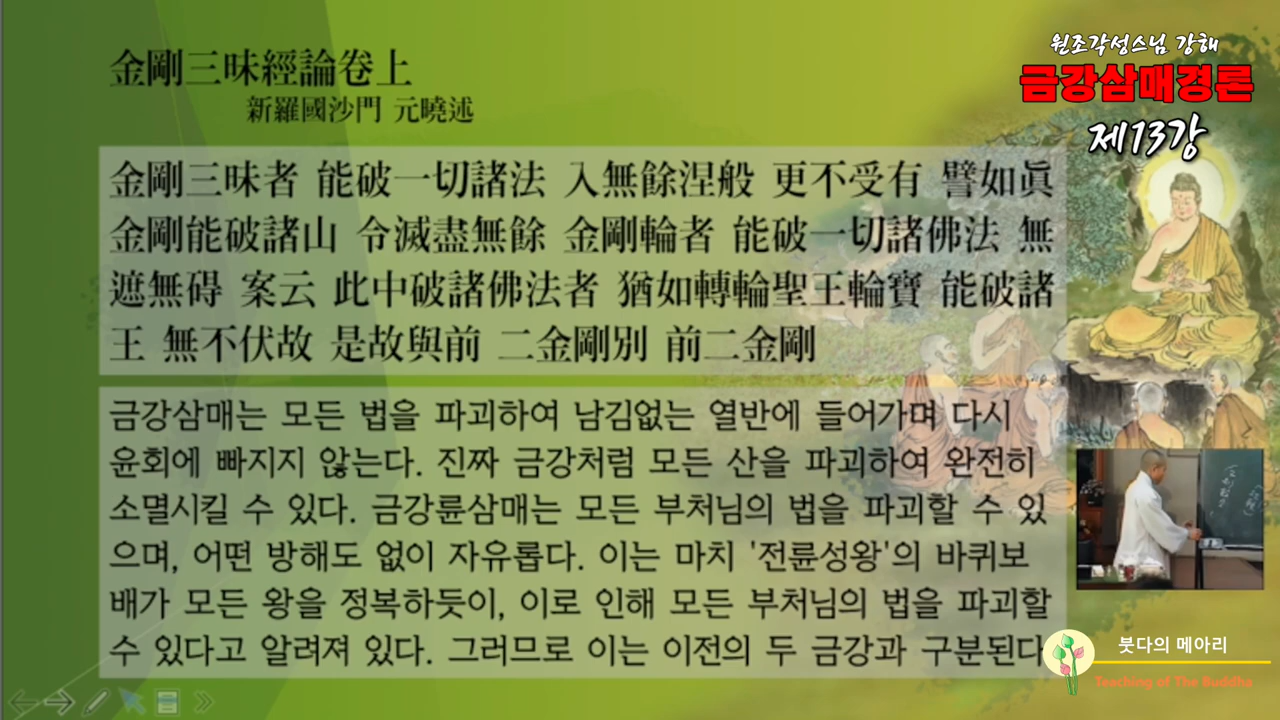 金剛三昧經論卷上
新羅國沙門 元曉述
金剛三昧者 能破一切諸法 入無餘涅般 更不受有 譬如眞
金剛能破諸山 令滅盡無餘 金剛輪者 能破一切諸佛法 無
遮無碍 案云 此中破諸佛法者 猶如轉輪聖王輪寶 能破諸
王 無不伏故 是故與前 二金剛別 前二金剛
금강삼매는 모든 법을 파괴하여 남김없는 열반에 들어가며 다시
윤회에 빠지지 않는다. 진짜 금강처럼 모든 산을 파괴하여 완전히
소멸시킬 수 있다. 금강륜삼매는 모든 부처님의 법을 파괴할 수 있
으며, 어떤 방해도 없이 자유롭다. 이는 마치 '전륜성왕'의 바퀴보
배가 모든 왕을 정복하듯이, 이로 인해 모든 부처님의 법을 파괴할
수 있다고 알려져 있다. 그러므로 이는 이전의 두 금강과 구분된다
원조각성스님 강해
금강삼매경론
제13강
붓다의 메아리
Teaching of The Buddha